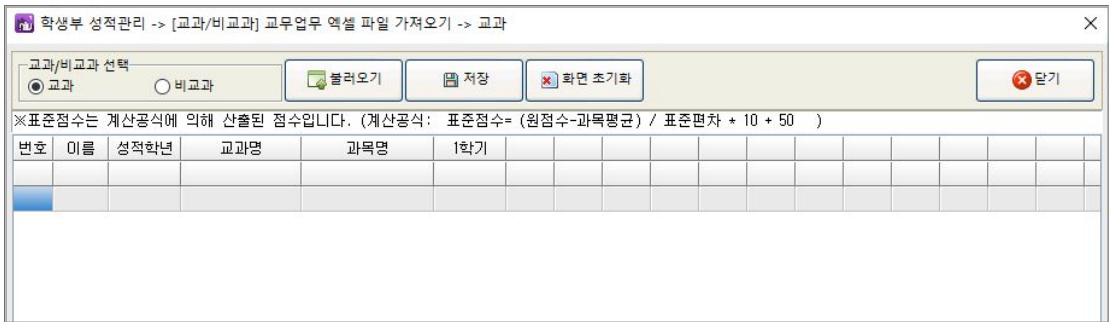 학생부 성적관리 -> [교과/비교과] 교무업무 엑셀 파일 가져오기 -> 교과
교과/비교과 선택
교과 비교과 불러오기 저장 화면 초기화 닫기
※표준점수는 계산공식에 의해 산출된 점수입니다. (계산공식: 표준점수= (원점수-과목평균) / 표준편차 * 10 + 50 )
번호 이름 성적학년 교과명 과목명 1학기